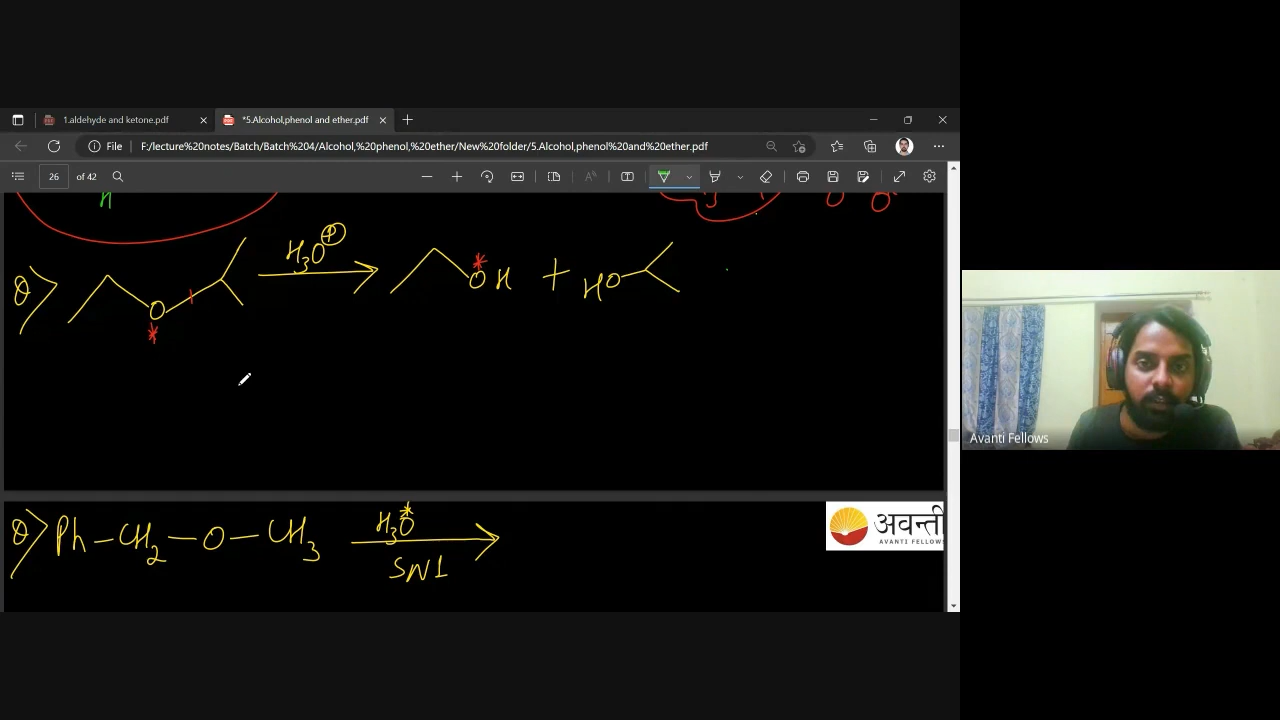 1.aldehyde and ketone.pdf
*5.Alcohol,phenol and ether.pdf
File
F:/lecture%20notes/Batch/Batch%204/Alcohol,%20phenol,%20ether/New%20folder/5.Alcohol,phenol%20and%20ether.pdf
26 of 42
Q> O * H3O⊕ O*H + HO
Q> Ph-CH2-O-CH3 H3O* SN1
अवन्ती
AVANTI FELLOWS
Avanti Fellows